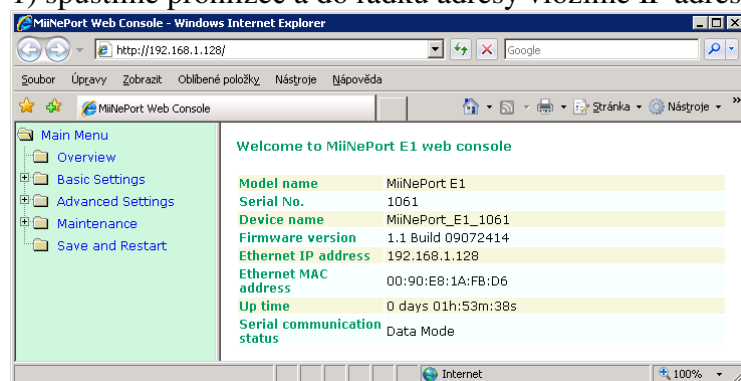 1) spustíme prohlížeč a do řádku adresy vložíme IP adres
MiiNePort Web Console - Windows Internet Explorer
http://192.168.1.128/
Google
Soubor Úpravy Zobrazit Oblíbené položky Nástroje Nápověda
MiiNePort Web Console
Stránka Nástroje »
Main Menu
Overview
Basic Settings
Advanced Settings
Maintenance
Save and Restart
Welcome to MiiNePort E1 web console
Model name MiiNePort E1
Serial No. 1061
Device name MiiNePort_E1_1061
Firmware version 1.1 Build 09072414
Ethernet IP address 192.168.1.128
Ethernet MAC address 00:90:E8:1A:FB:D6
Up time 0 days 01h:53m:38s
Serial communication status Data Mode
Internet 100%